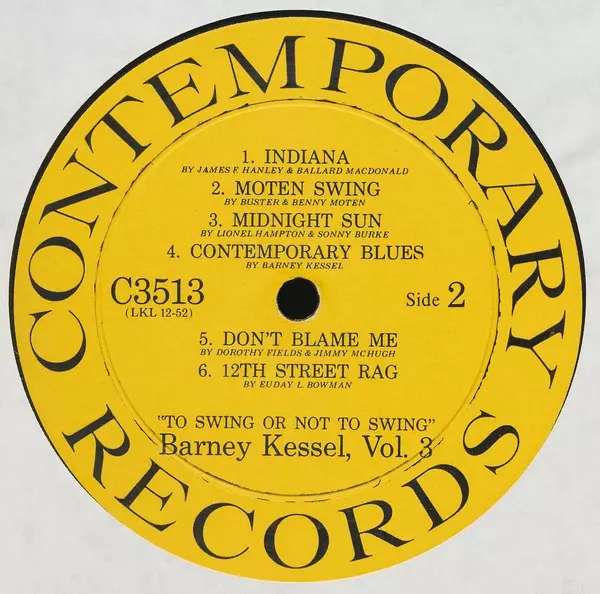 CONTEMPORARY
1. INDIANA
BY JAMES F. HANLEY & BALLARD MACDONALD
2. MOTEN SWING
BY BUSTER & BENNY MOTEN
3. MIDNIGHT SUN
BY LIONEL HAMPTON & SONNY BURKE
4. CONTEMPORARY BLUES
BY BARNEY KESSEL
C3513
(LKL 12-52)
Side 2
5. DON'T BLAME ME
BY DOROTHY FIELDS & JIMMY MCHUGH
6. 12TH STREET RAG
BY EUDAY L. BOWMAN
"TO SWING OR NOT TO SWING"
Barney Kessel, Vol. 3
RECORDS